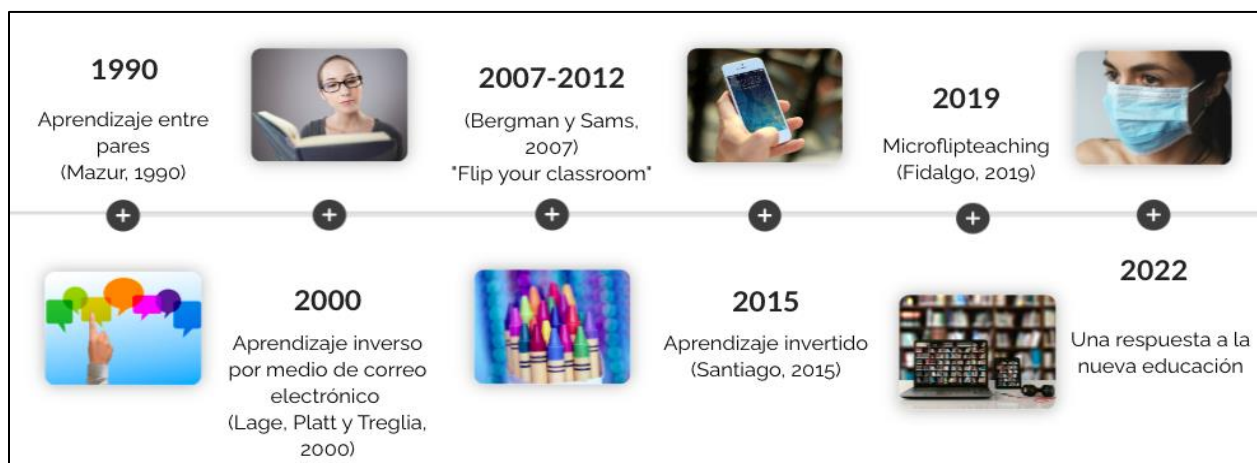 1990
Aprendizaje entre
pares
(Mazur, 1990)
2000
Aprendizaje inverso
por medio de correo
electrónico
(Lage, Platt y Treglia,
2000)
2007-2012
(Bergman y Sams,
2007)
"Flip your classroom"
2015
Aprendizaje invertido
(Santiago, 2015)
2019
Microflipteaching
(Fidalgo, 2019)
2022
Una respuesta a la
nueva educación